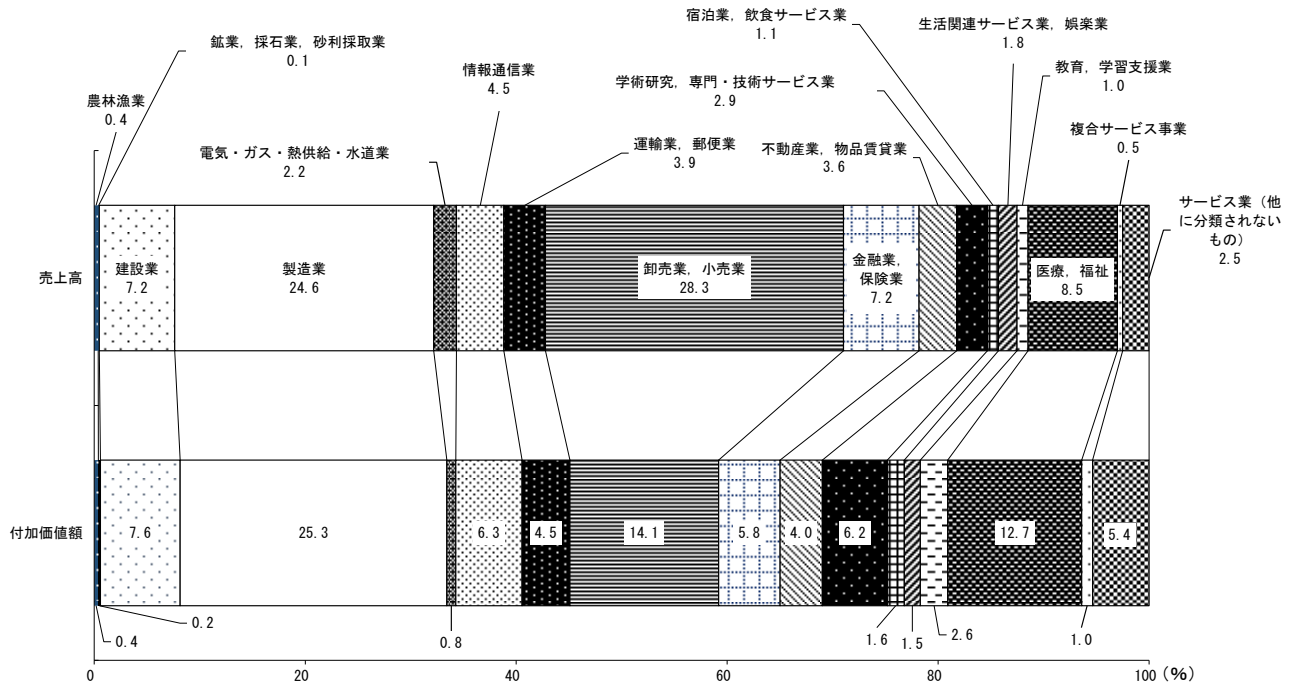 宿泊業，飲食サービス業
1.1
生活関連サービス業，娯楽業
1.8
鉱業，採石業，砂利採取業
0.1
情報通信業
4.5
学術研究，専門・技術サービス業
2.9
教育，学習支援業
1.0
農林漁業
0.4
電気・ガス・熱供給・水道業
2.2
運輸業，郵便業
3.9
不動産業，物品賃貸業
3.6
複合サービス事業
0.5
サービス業（他
に分類されない
もの）
2.5
売上高
建設業
7.2
製造業
24.6
卸売業，小売業
28.3
金融業，
保険業
7.2
医療，福祉
8.5
付加価値額
7.6
25.3
6.3
4.5
14.1
5.8
4.0
6.2
12.7
5.4
0.4
0.2
0.8
1.6
1.5
2.6
1.0
0
20
40
60
80
100
(%)